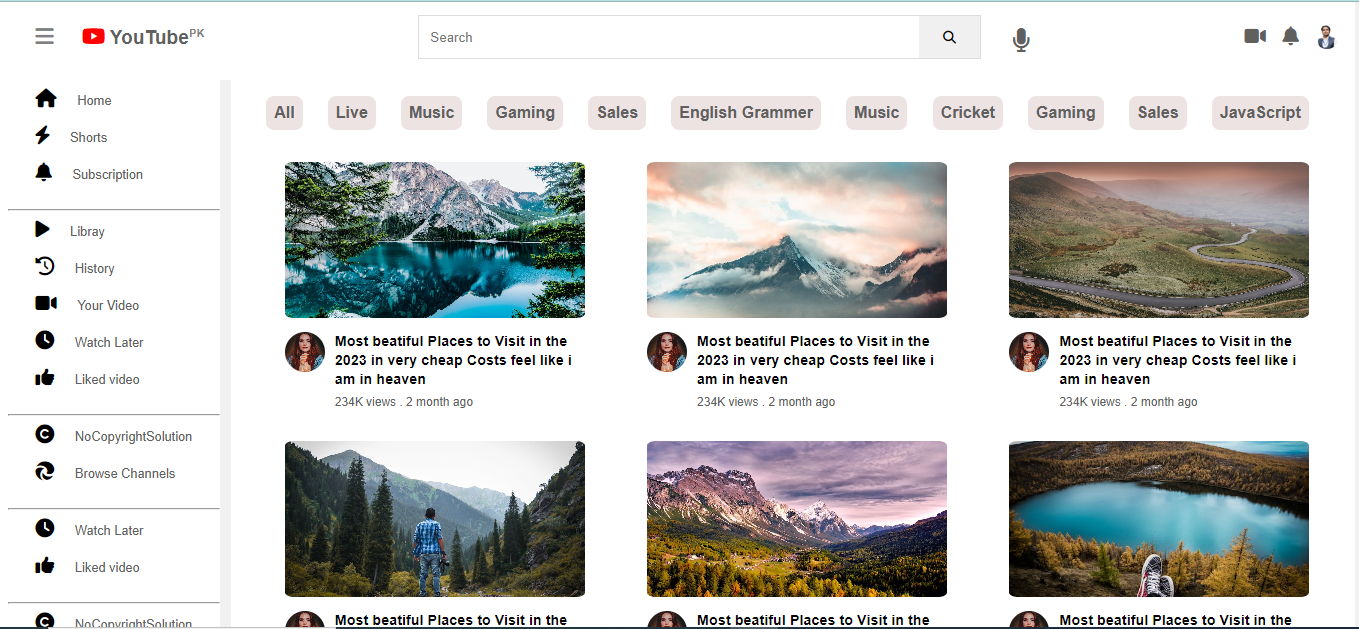 YouTubePK
Search
Home
Shorts
Subscription
Libray
History
Your Video
Watch Later
Liked video
NoCopyrightSolution
Browse Channels
Watch Later
Liked video
NoCopyrightSolution
All Live Music Gaming Sales English Grammer Music Cricket Gaming Sales JavaScript
Most beatiful Places to Visit in the
2023 in very cheap Costs feel like i
am in heaven
234K views . 2 month ago
Most beatiful Places to Visit in the
2023 in very cheap Costs feel like i
am in heaven
234K views . 2 month ago
Most beatiful Places to Visit in the
2023 in very cheap Costs feel like i
am in heaven
234K views . 2 month ago
Most beatiful Places to Visit in the
Most beatiful Places to Visit in the
Most beatiful Places to Visit in the